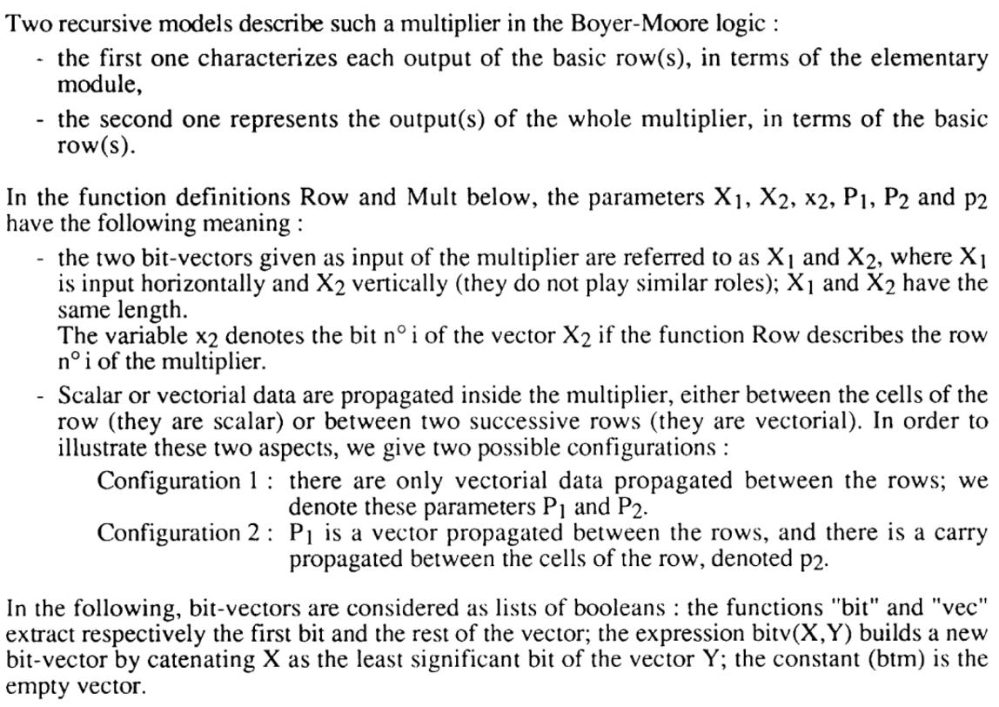 Two recursive models describe such a multiplier in the Boyer-Moore logic :
- the first one characterizes each output of the basic row(s), in terms of the elementary
module,
- the second one represents the output(s) of the whole multiplier, in terms of the basic
row(s).
In the function definitions Row and Mult below, the parameters X₁, X₂, x₂, P₁, P₂ and p₂
have the following meaning :
- the two bit-vectors given as input of the multiplier are referred to as X₁ and X₂, where X₁
is input horizontally and X₂ vertically (they do not play similar roles); X₁ and X₂ have the
same length.
The variable x₂ denotes the bit n° i of the vector X₂ if the function Row describes the row
n° i of the multiplier.
- Scalar or vectorial data are propagated inside the multiplier, either between the cells of the
row (they are scalar) or between two successive rows (they are vectorial). In order to
illustrate these two aspects, we give two possible configurations :
Configuration 1 : there are only vectorial data propagated between the rows; we
denote these parameters P₁ and P₂.
Configuration 2 : P₁ is a vector propagated between the rows, and there is a carry
propagated between the cells of the row, denoted p₂.
In the following, bit-vectors are considered as lists of booleans : the functions "bit" and "vec"
extract respectively the first bit and the rest of the vector; the expression bitv(X,Y) builds a new
bit-vector by catenating X as the least significant bit of the vector Y; the constant (btm) is the
empty vector.